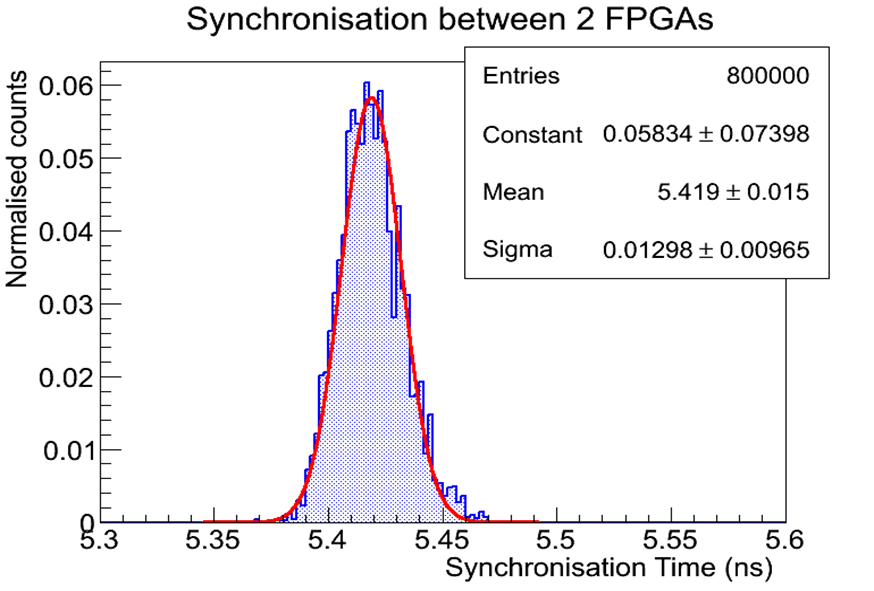 Synchronisation between 2 FPGAs
Normalised counts
0.06
0.05
0.04
0.03
0.02
0.01
0
Entries 800000
Constant 0.05834 ± 0.07398
Mean 5.419 ± 0.015
Sigma 0.01298 ± 0.00965
5.3 5.35 5.4 5.45 5.5 5.55 5.6
Synchronisation Time (ns)